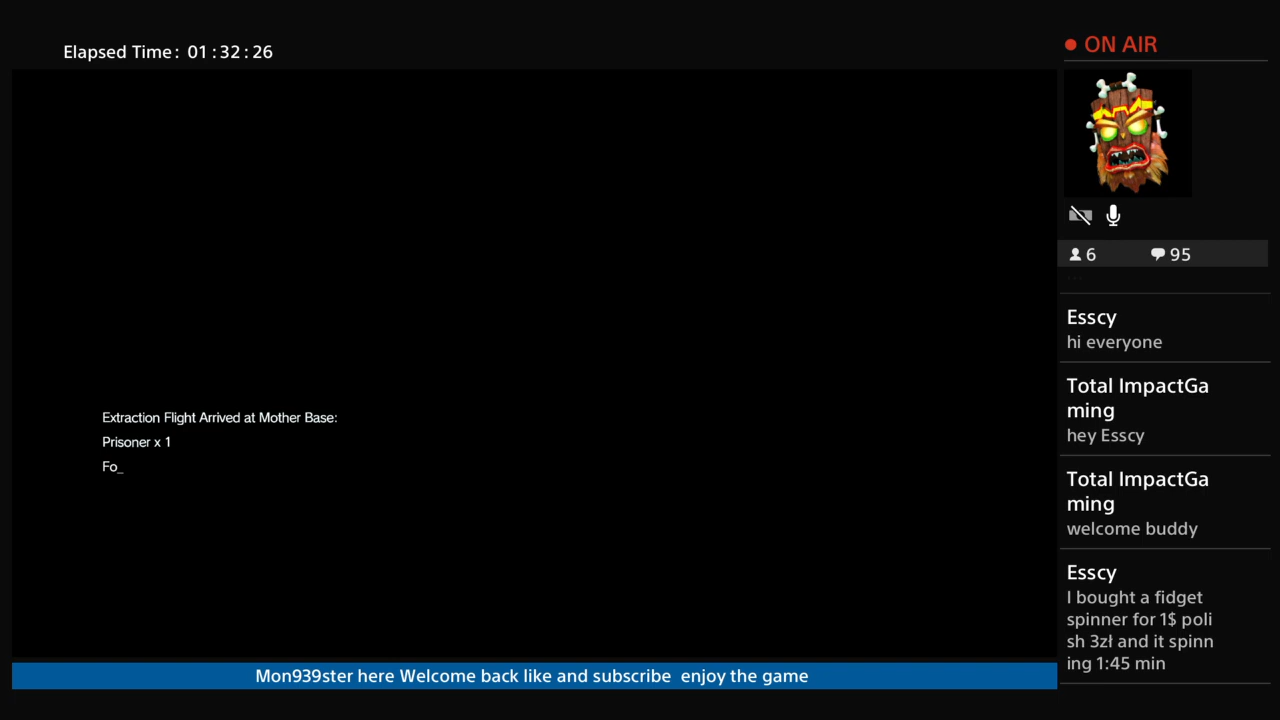 Elapsed Time: 01:32:26
ON AIR
6 95
Esscy
hi everyone
Total ImpactGa
ming
hey Esscy
Total ImpactGa
ming
welcome buddy
Esscy
I bought a fidget
spinner for 1$ poli
sh 3zł and it spinn
ing 1:45 min
Extraction Flight Arrived at Mother Base:
Prisoner x 1
Fo_
Mon939ster here Welcome back like and subscribe enjoy the game